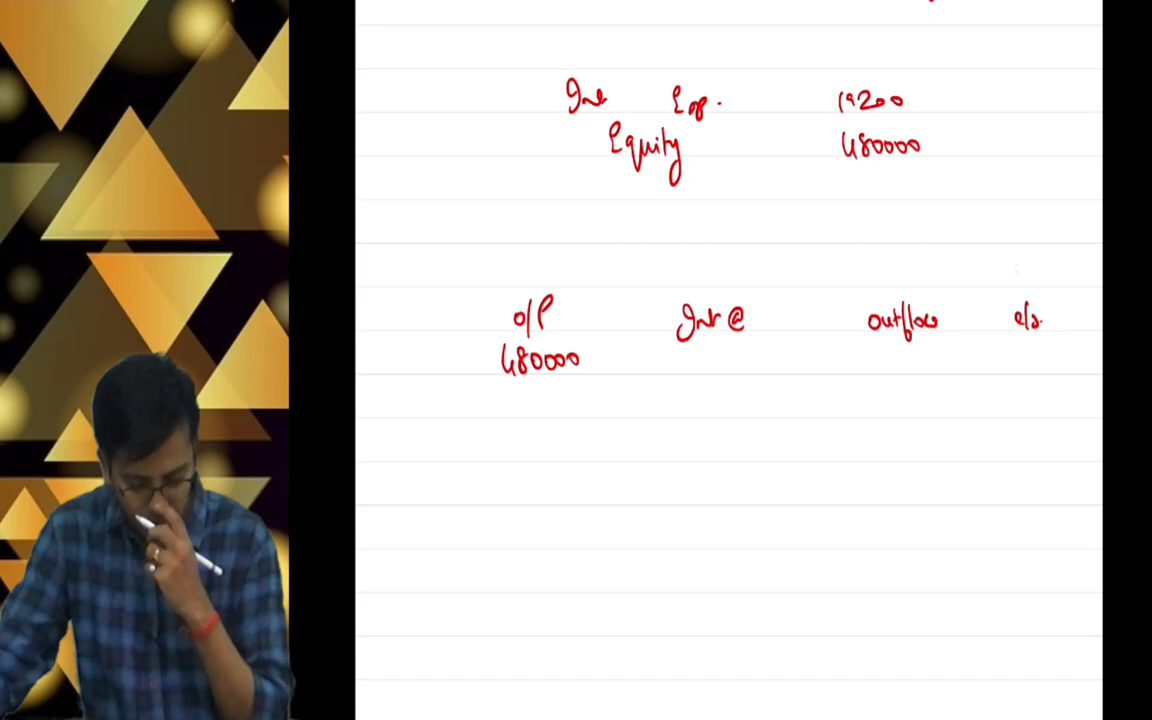 Int Exp. 19200
Equity 480000
O/P Int @ outflow c/s.
480000